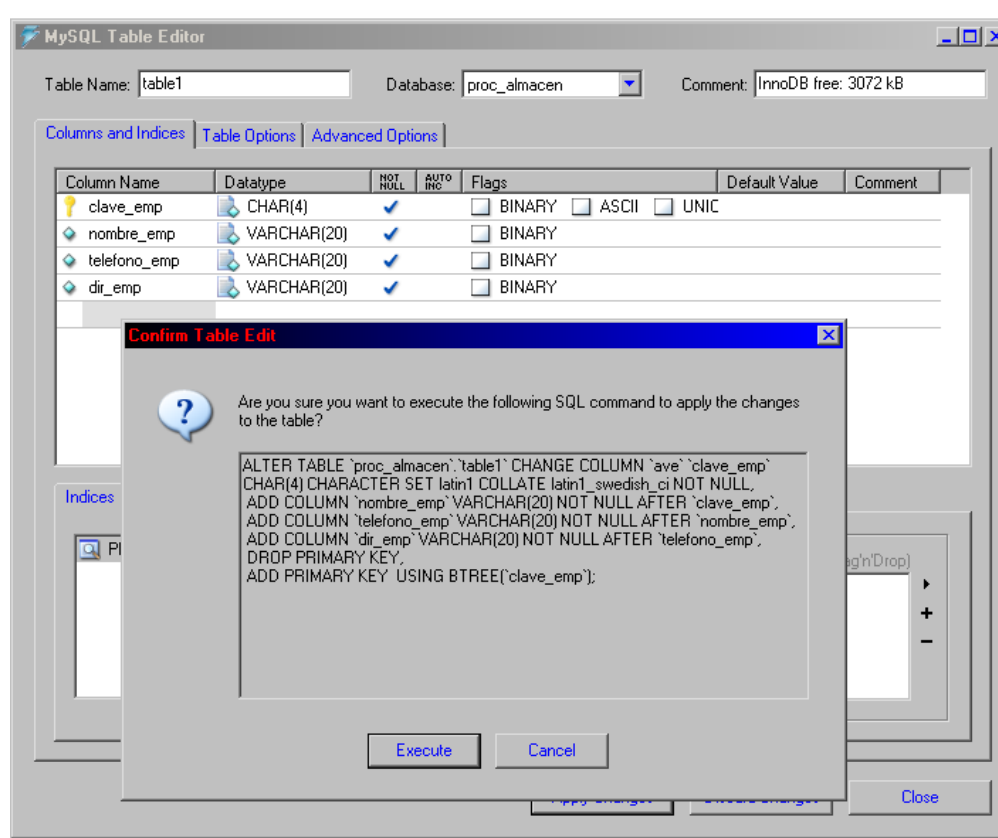 MySQL Table Editor
Table Name: table1 Database: proc_almacen Comment: InnoDB free: 3072 kB
Columns and Indices Table Options Advanced Options
Column Name Datatype NOT NULL AUTO INC Flags Default Value Comment
clave_emp CHAR(4) BINARY ASCII UNIC
nombre_emp VARCHAR(20) BINARY
telefono_emp VARCHAR(20) BINARY
dir_emp VARCHAR(20) BINARY
Confirm Table Edit
Are you sure you want to execute the following SQL command to apply the changes
to the table?
ALTER TABLE `proc_almacen`.`table1` CHANGE COLUMN `ave` `clave_emp`
CHAR(4) CHARACTER SET latin1 COLLATE latin1_swedish_ci NOT NULL,
ADD COLUMN `nombre_emp` VARCHAR(20) NOT NULL AFTER `clave_emp`,
ADD COLUMN `telefono_emp` VARCHAR(20) NOT NULL AFTER `nombre_emp`,
ADD COLUMN `dir_emp` VARCHAR(20) NOT NULL AFTER `telefono_emp`,
DROP PRIMARY KEY,
ADD PRIMARY KEY USING BTREE(`clave_emp`);
Indices
ag'n'Drop)
Execute Cancel
Close